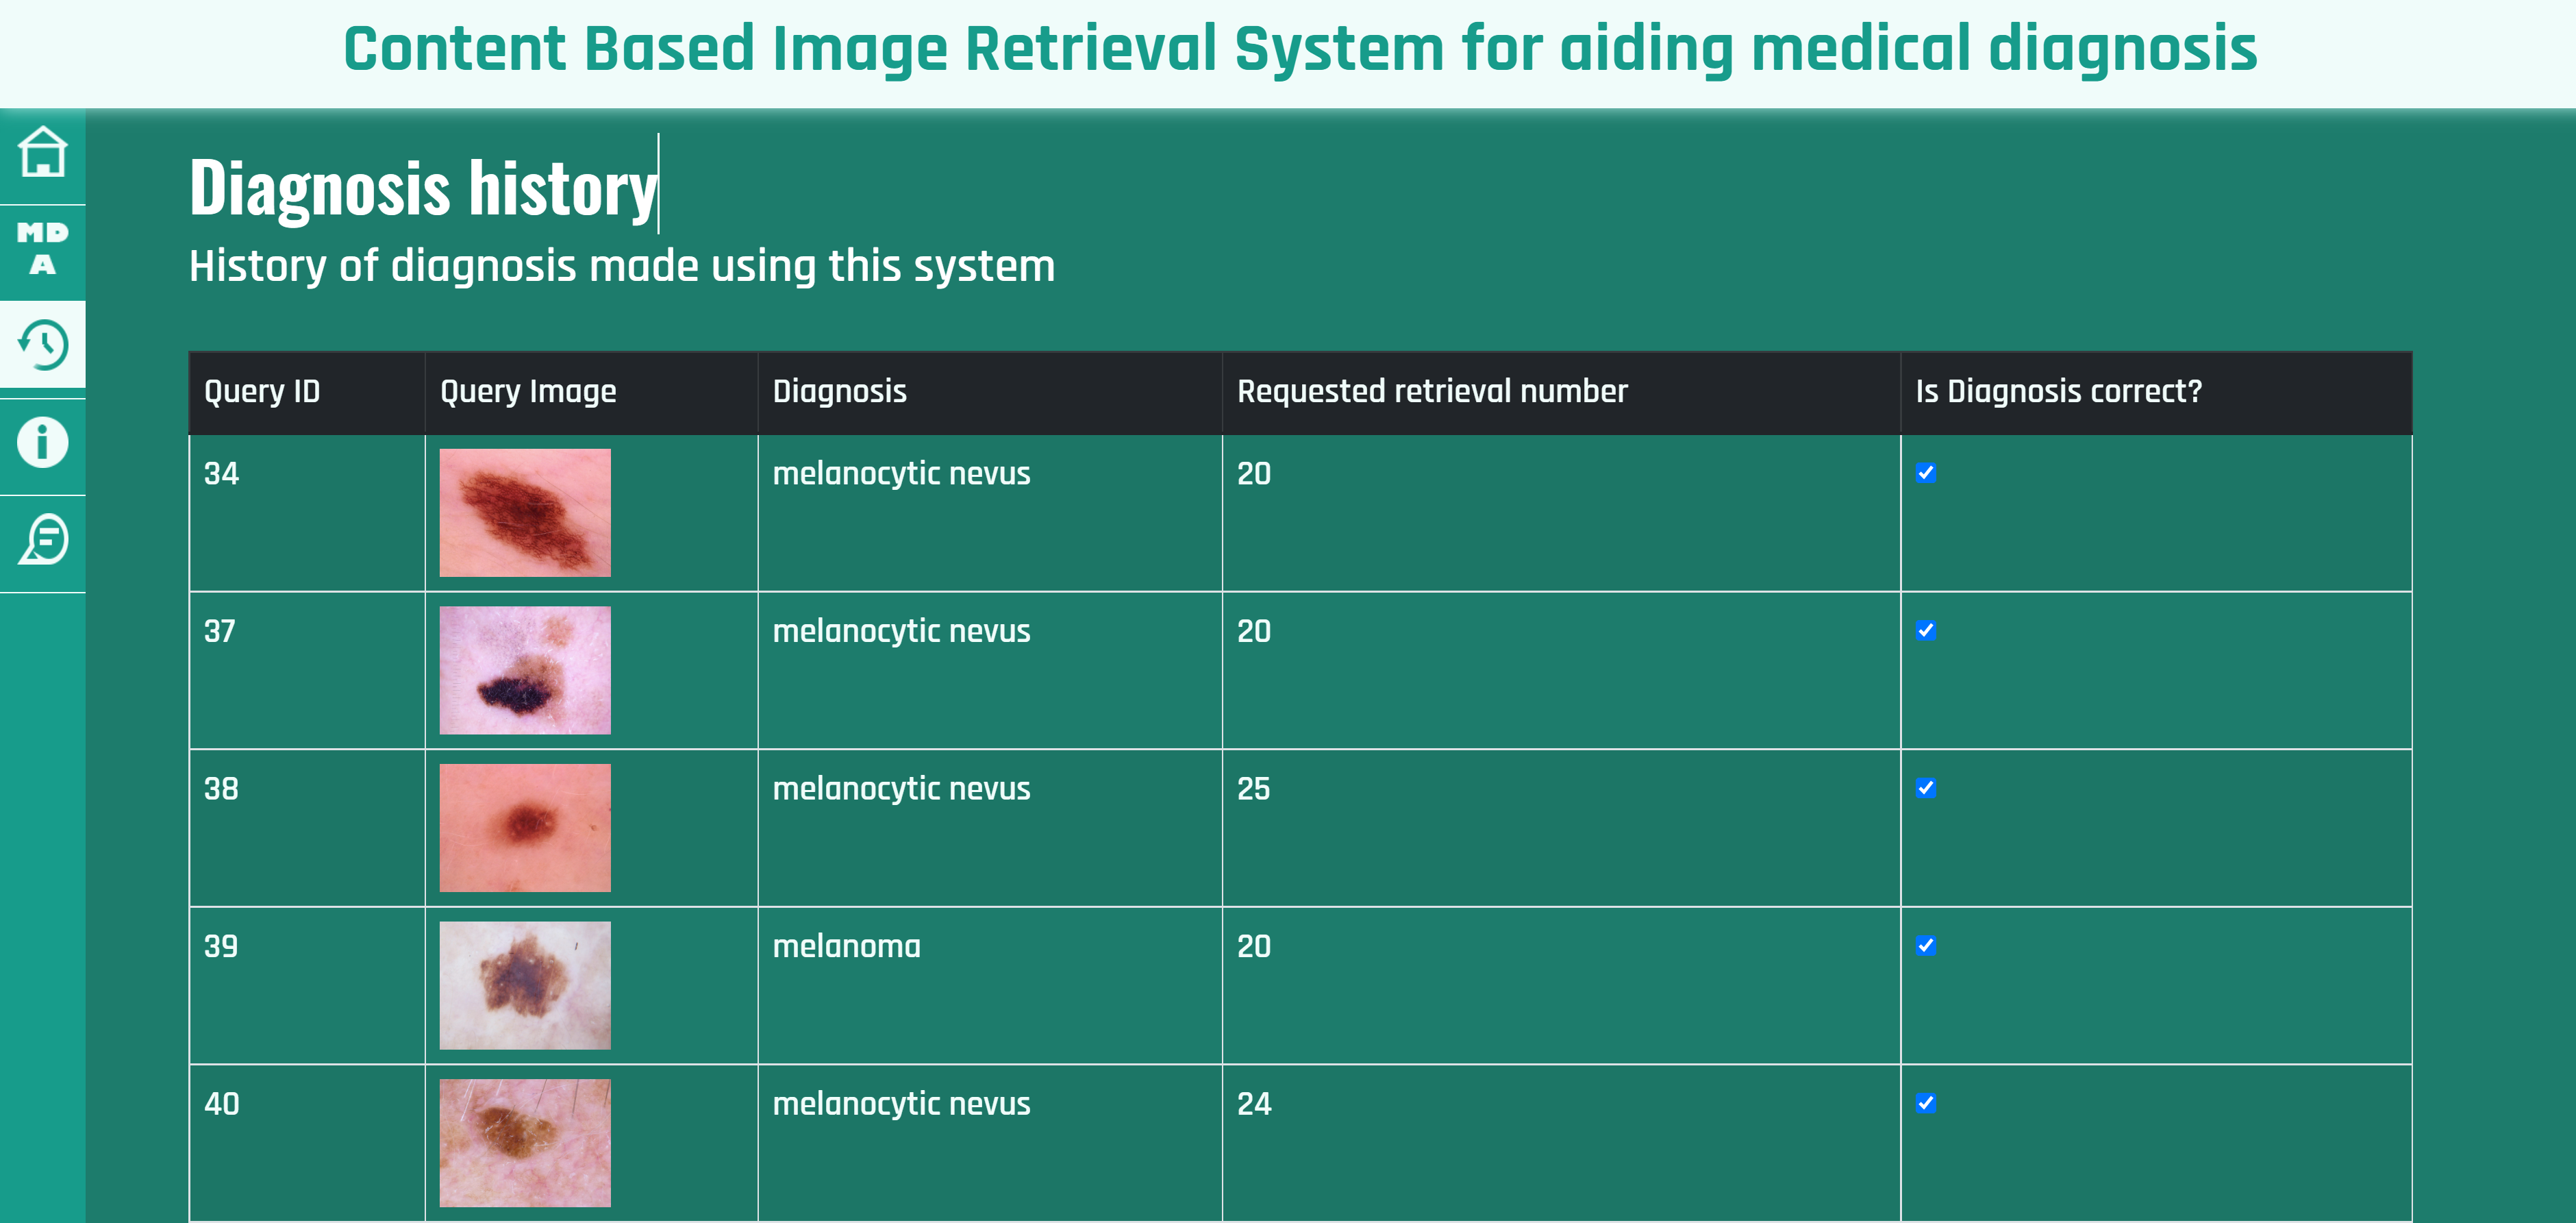 Content Based Image Retrieval System for aiding medical diagnosis
MD
A
Diagnosis history
History of diagnosis made using this system
Query ID Query Image Diagnosis Requested retrieval number Is Diagnosis correct?
34 melanocytic nevus 20
37 melanocytic nevus 20
38 melanocytic nevus 25
39 melanoma 20
40 melanocytic nevus 24